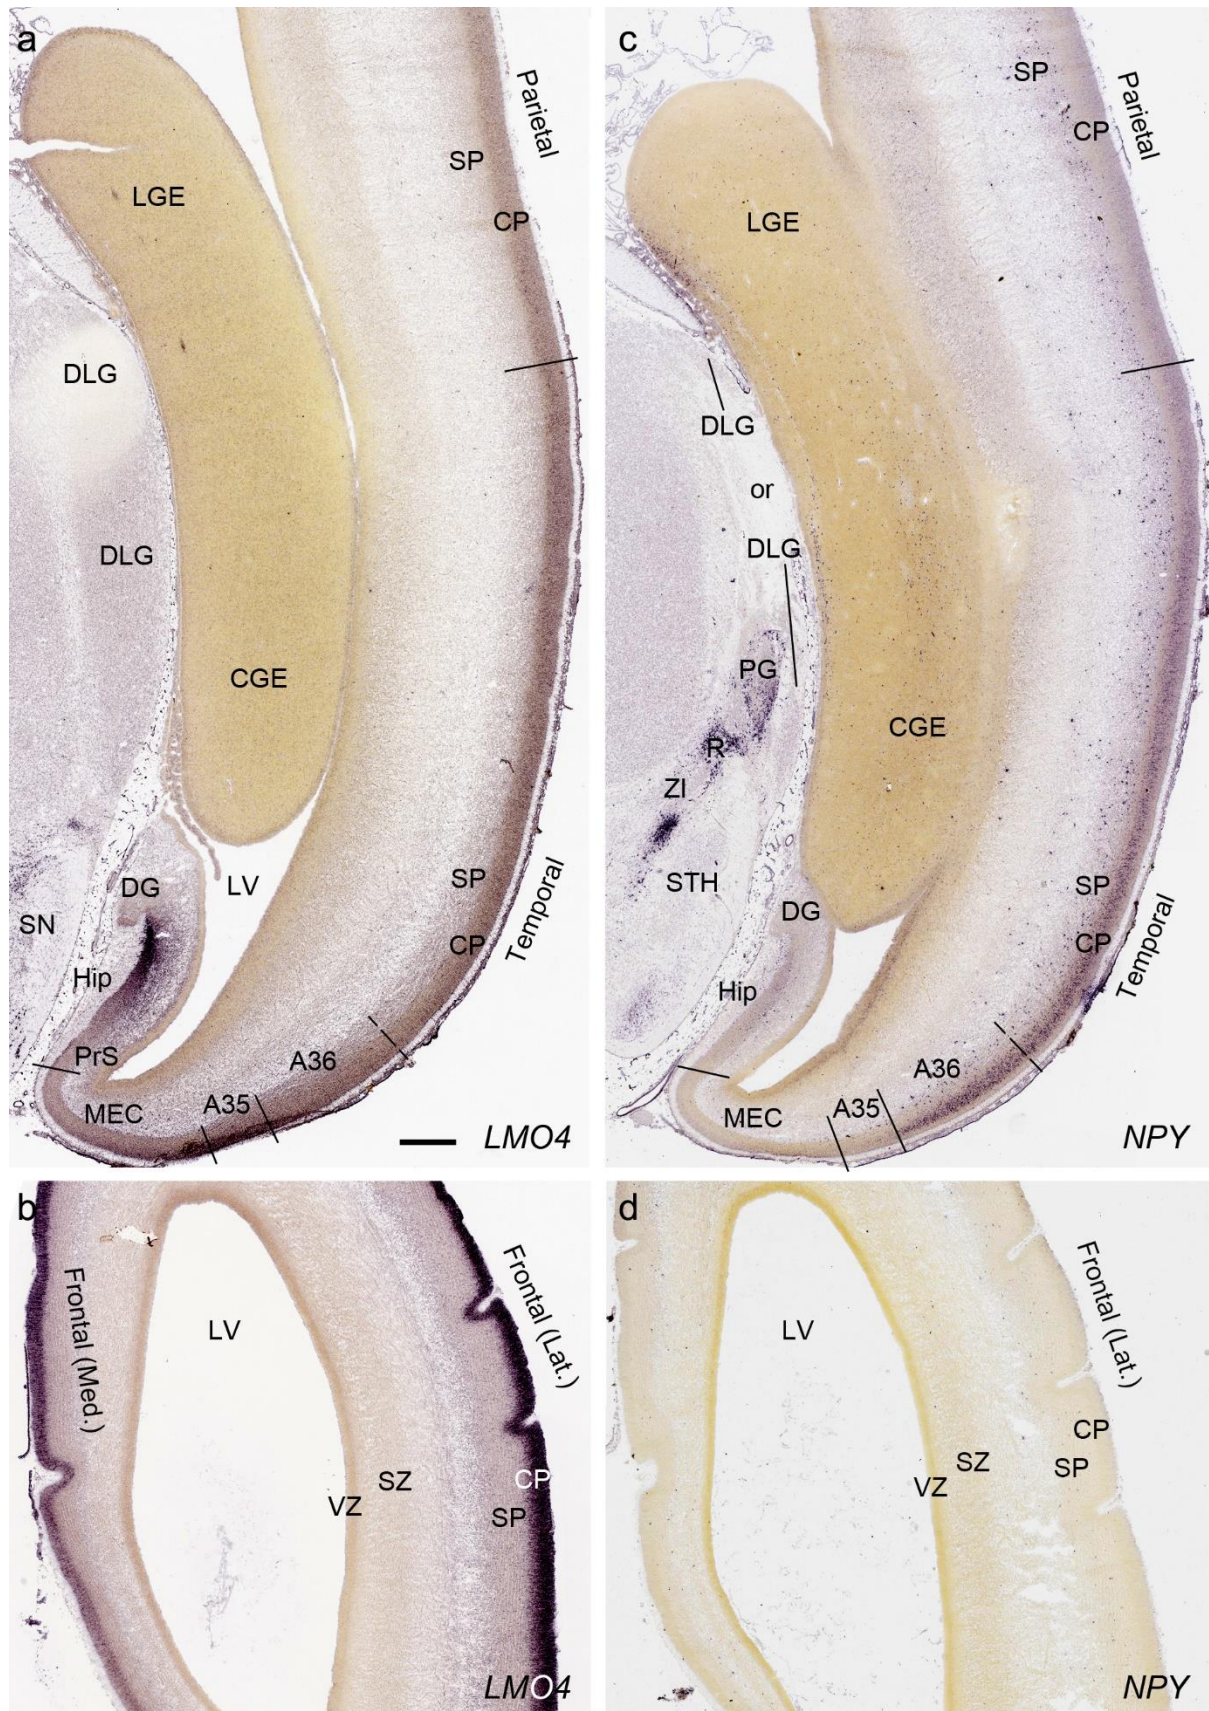 a
SP
Parietal
LGE
CP
DLG
DLG
CGE
DG
LV
SP
SN
CP
Temporal
Hip
PrS
A36
MEC
A35
LMO4
c
SP
Parietal
CP
LGE
DLG
or
DLG
PG
R
CGE
ZI
STH
SP
DG
CP
Temporal
Hip
A36
MEC
A35
NPY
b
Frontal (Med.)
LV
Frontal (Lat.)
SZ
CP
VZ
SP
LMO4
d
LV
Frontal (Lat.)
CP
SZ
SP
VZ
NPY